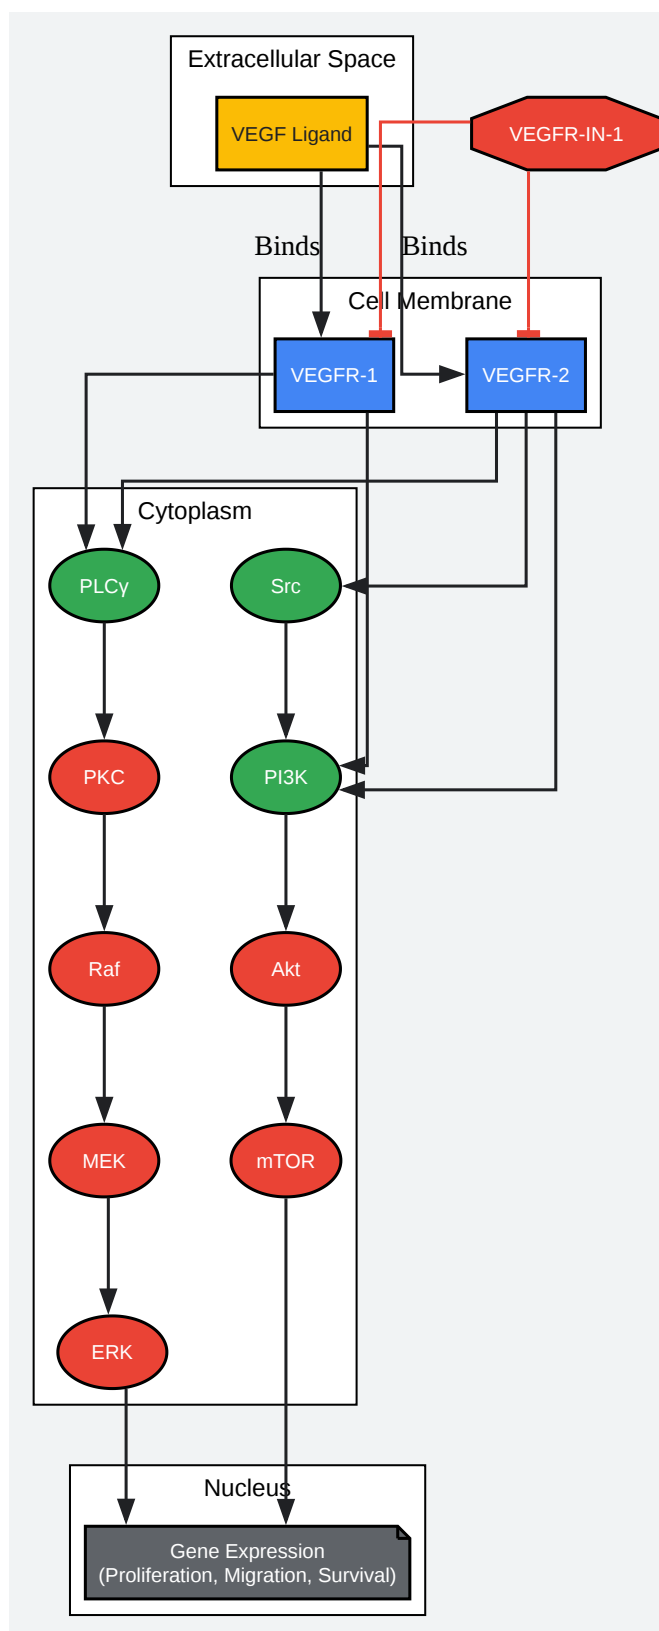 Extracellular Space
VEGF Ligand
VEGFR-IN-1
Binds
Binds
Cell Membrane
VEGFR-1
VEGFR-2
Cytoplasm
PLCγ
Src
PKC
PI3K
Raf
Akt
MEK
mTOR
ERK
Nucleus
Gene Expression
(Proliferation, Migration, Survival)